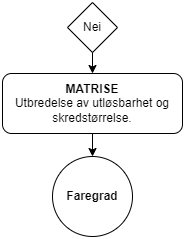 Nei
MATRISE
Utbredelse av utløsbarhet og
skredstørrelse.
Faregrad